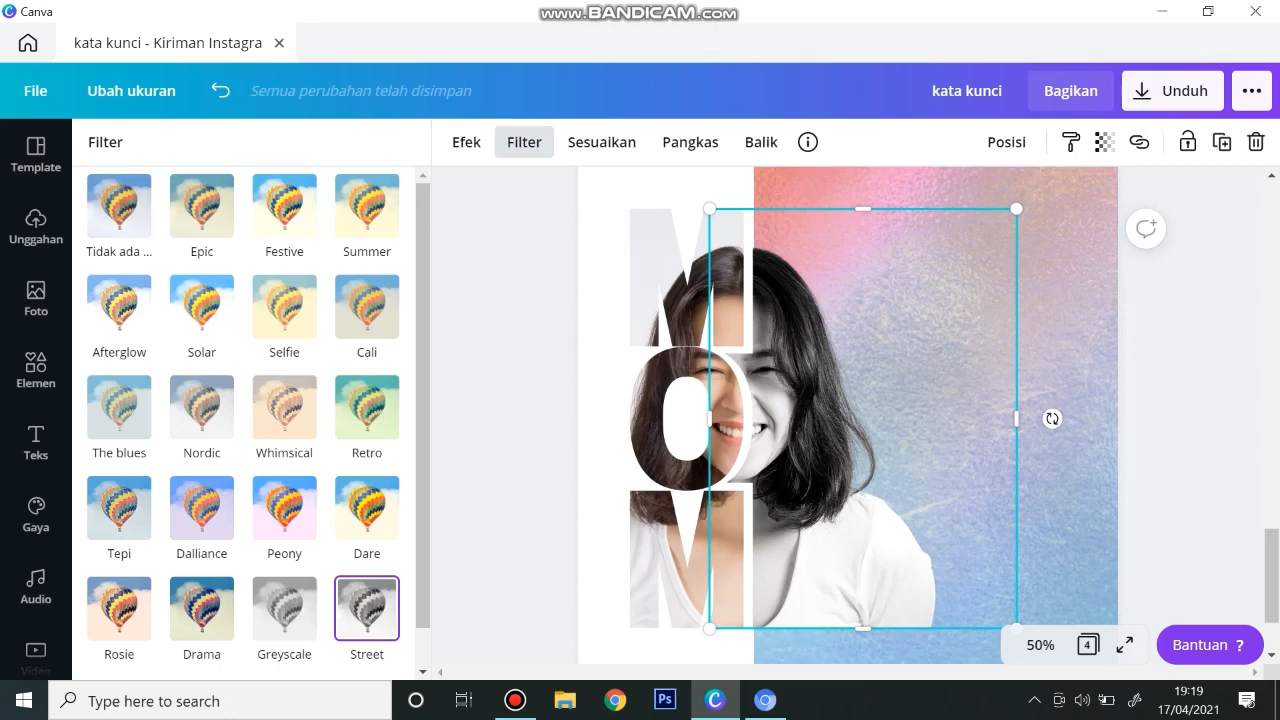 Canva
www.BANDICAM.com
kata kunci - Kiriman Instagra
File
Ubah ukuran
Semua perubahan telah disimpan
kata kunci
Bagikan
Unduh
Template
Unggahan
Foto
Elemen
Teks
Gaya
Audio
Video
Filter
Efek
Filter
Sesuaikan
Pangkas
Balik
Posisi
Tidak ada ...
Epic
Festive
Summer
Afterglow
Solar
Selfie
Cali
The blues
Nordic
Whimsical
Retro
Tepi
Dalliance
Peony
Dare
Rosie
Drama
Greyscale
Street
MOM
50%
4
Bantuan ?
Type here to search
Ps
19:19
17/04/2021